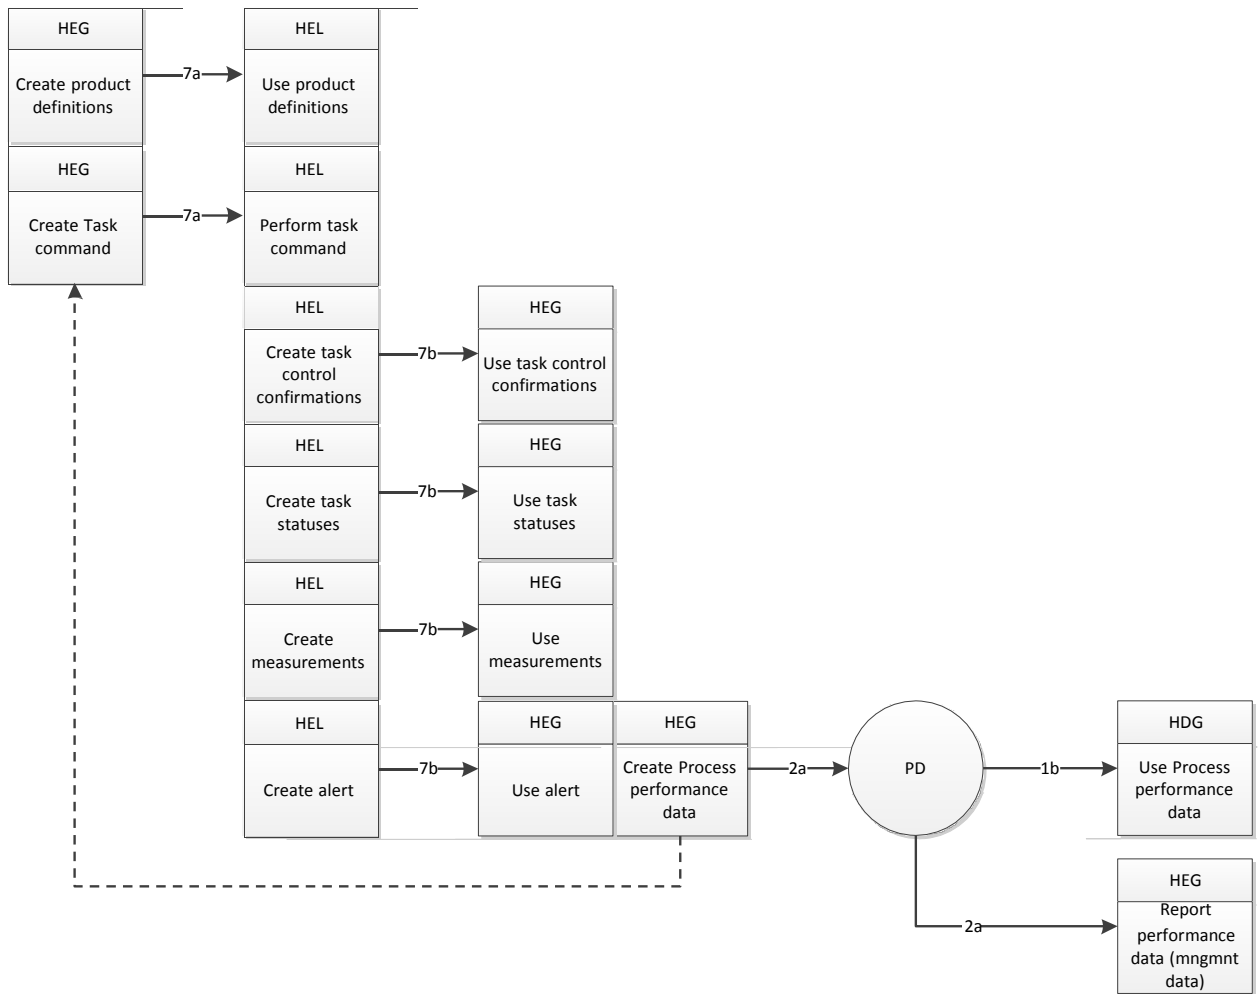 HEG
Create product
definitions
7a
HEL
Use product
definitions
HEG
Create Task
command
7a
HEL
Perform task
command
HEL
Create task
control
confirmations
7b
HEG
Use task control
confirmations
HEL
Create task
statuses
7b
HEG
Use task
statuses
HEL
Create
measurements
7b
HEG
Use
measurements
HEL
Create alert
7b
HEG
Use alert
HEG
Create Process
performance
data
2a
PD
1b
HDG
Use Process
performance
data
2a
HEG
Report
performance
data (mngmnt
data)